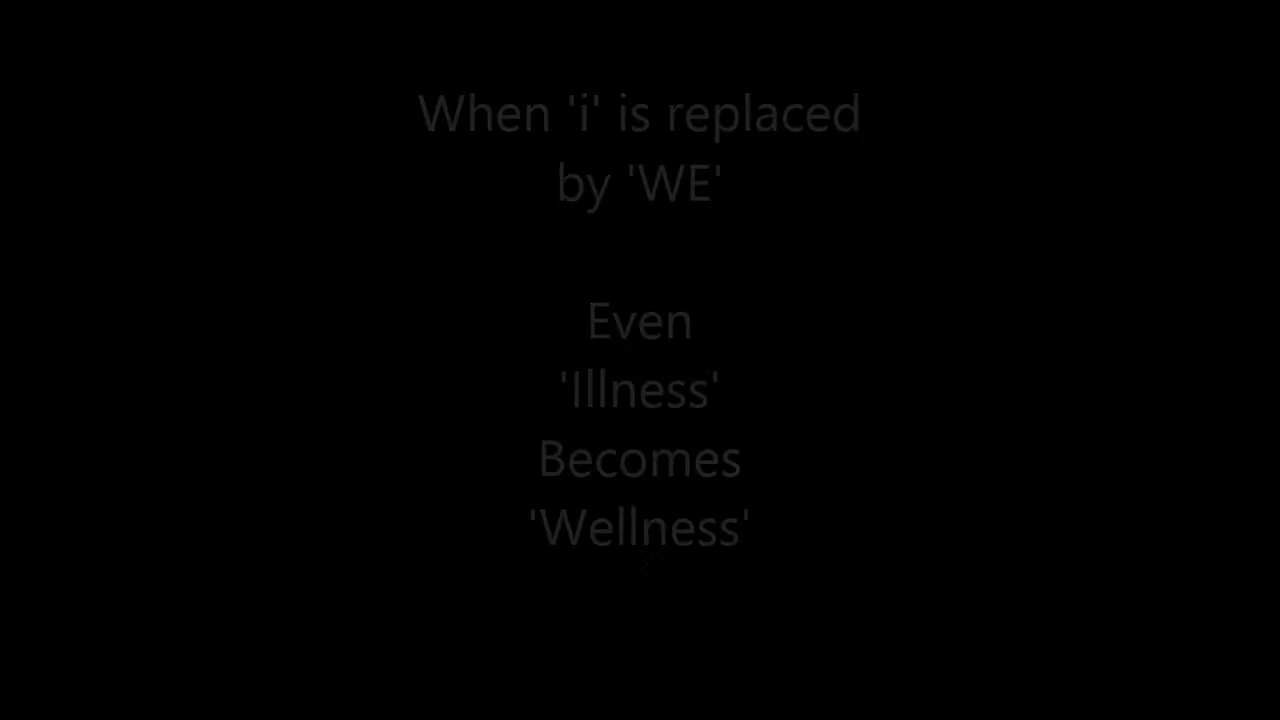 When 'i' is replaced
by 'WE'
Even
'Illness'
Becomes
'Wellness'